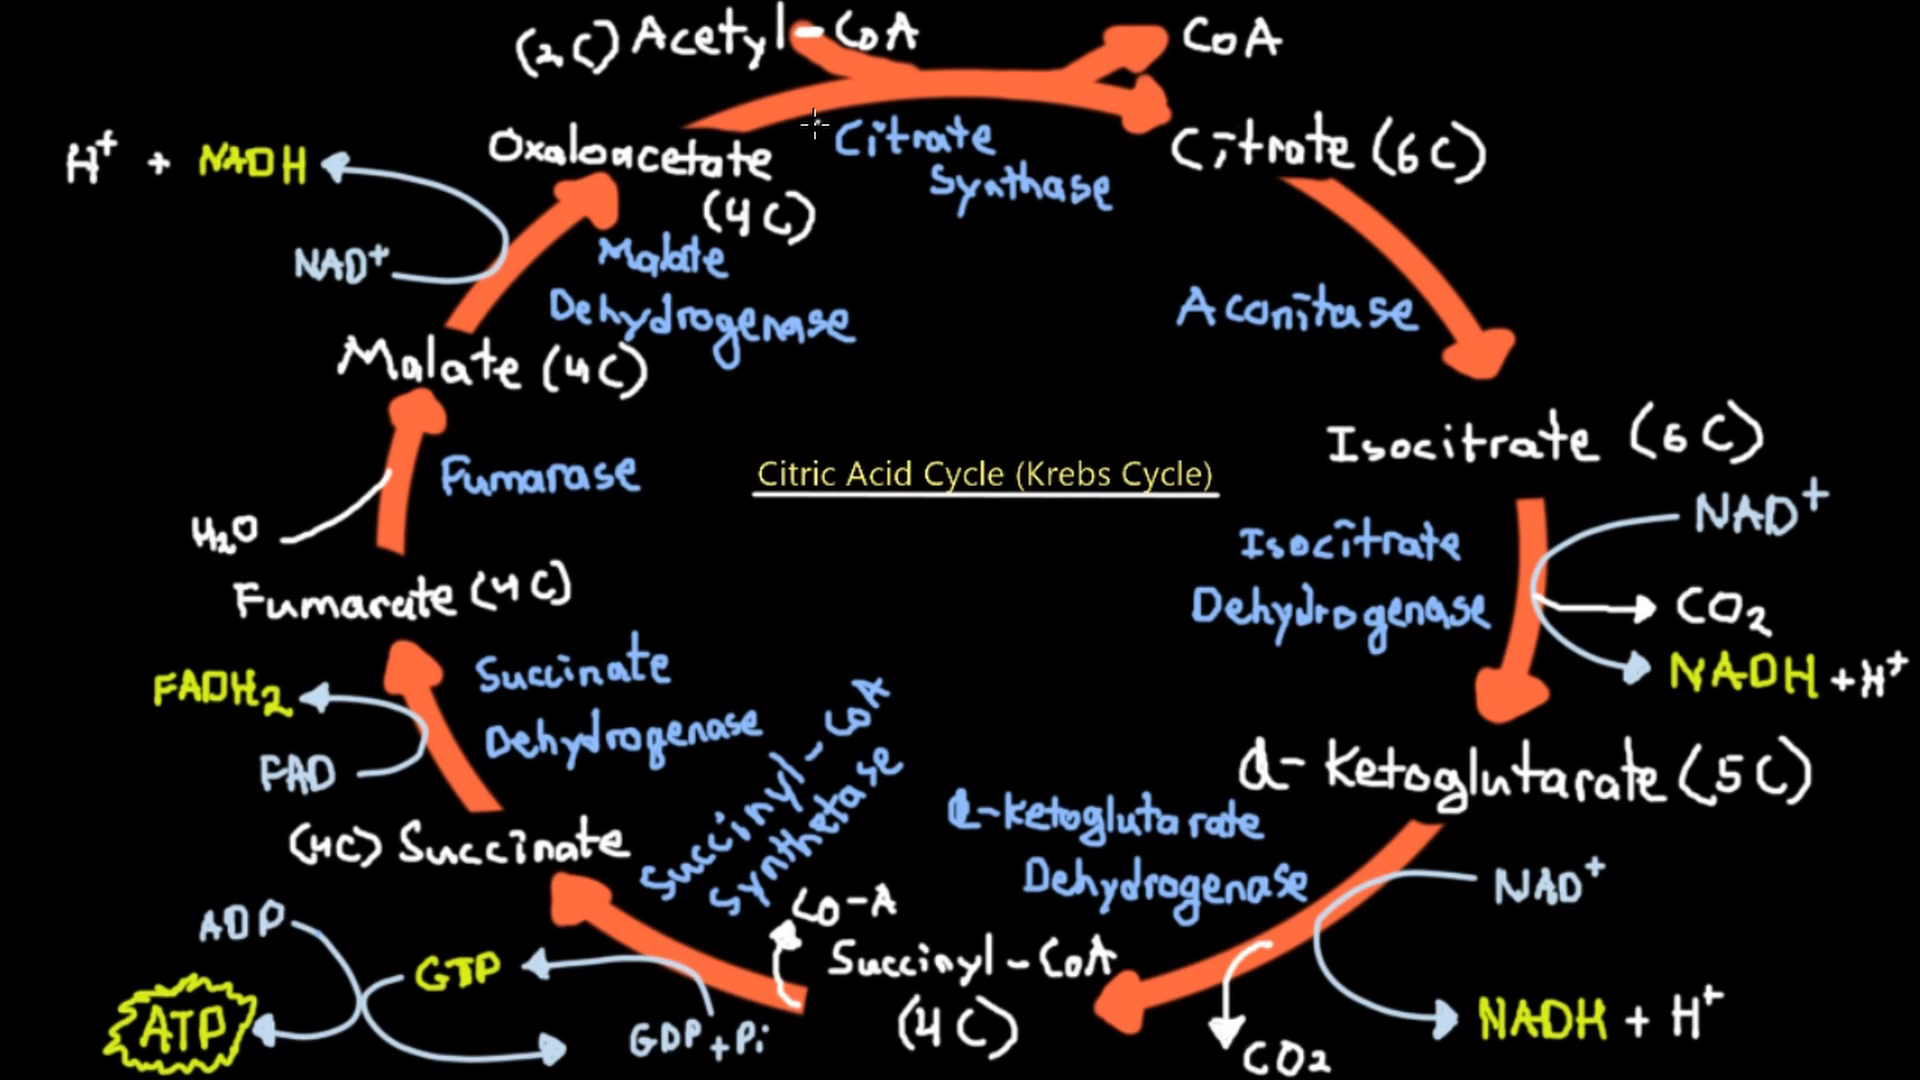 (2C) Acetyl-CoA
CoA
Oxaloacetate
(4C)
Citrate
Synthase
Citrate (6C)
H⁺ + NADH
NAD⁺
Malate
Dehydrogenase
Aconitase
Malate (4C)
Isocitrate (6C)
Fumarase
Citric Acid Cycle (Krebs Cycle)
H₂O
Isocitrate
Dehydrogenase
NAD⁺
CO₂
NADH + H⁺
Fumarate (4C)
FADH₂
FAD
Succinate
Dehydrogenase
α-Ketoglutarate (5C)
(4C) Succinate
Succinyl-CoA
Synthetase
α-Ketoglutarate
Dehydrogenase
NAD⁺
NADH + H⁺
CO₂
Co-A
Succinyl-CoA
(4C)
ADP
GTP
ATP
GDP + Pi